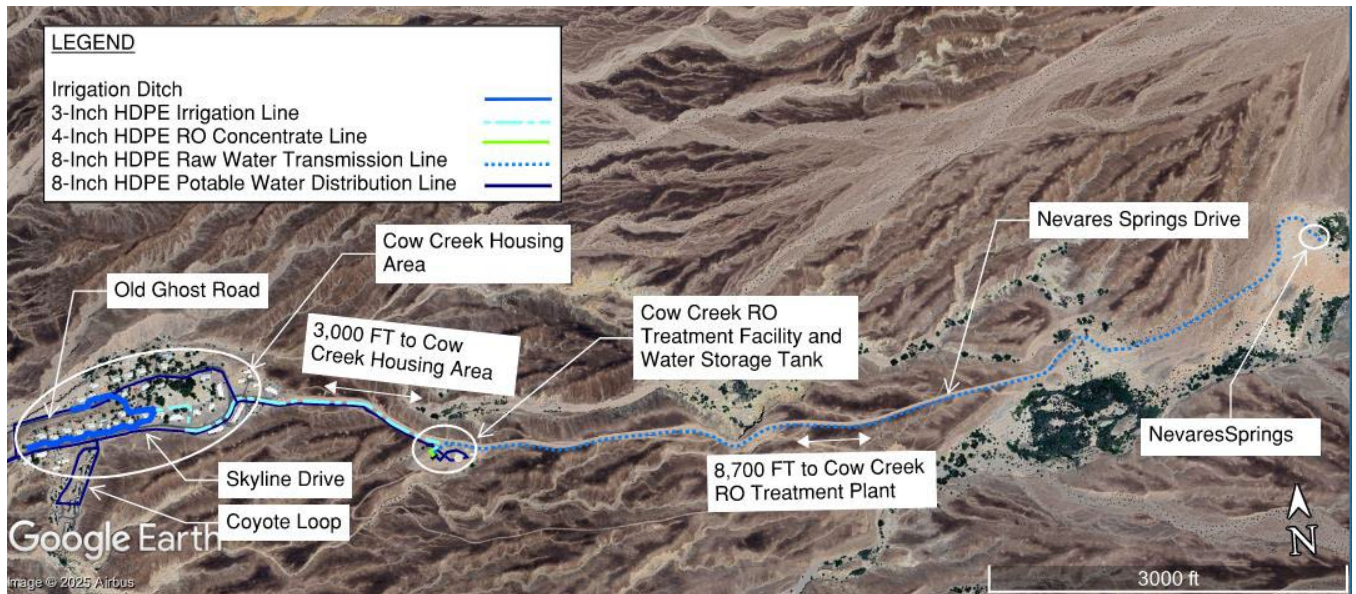 LEGEND
Irrigation Ditch
3-Inch HDPE Irrigation Line
4-Inch HDPE RO Concentrate Line
8-Inch HDPE Raw Water Transmission Line
8-Inch HDPE Potable Water Distribution Line
Nevares Springs Drive
Cow Creek Housing
Area
Old Ghost Road
3,000 FT to Cow
Creek Housing Area
Cow Creek RO
Treatment Facility and
Water Storage Tank
NevaresSprings
8,700 FT to Cow Creek
RO Treatment Plant
Skyline Drive
Coyote Loop
Google Earth
Image © 2025 Airbus
N
3000 ft